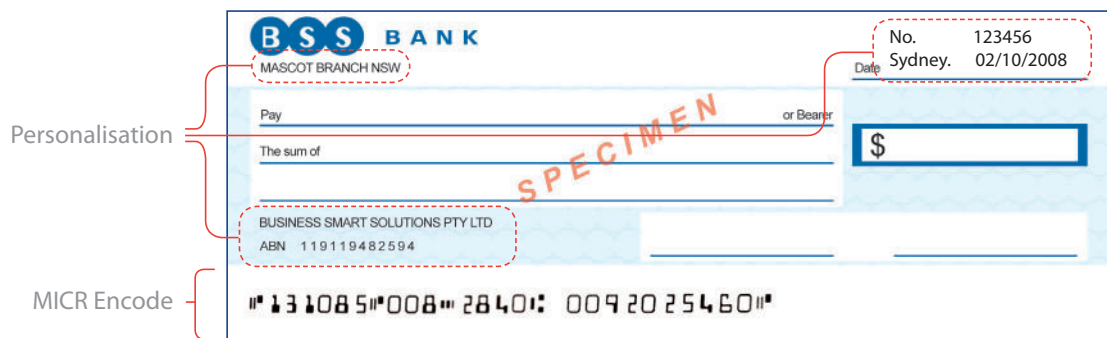 BSS BANK
MASCOT BRANCH NSW
No. 123456
Date Sydney. 02/10/2008
Personalisation
Pay or Bearer
The sum of
$
SPECIMEN
BUSINESS SMART SOLUTIONS PTY LTD
ABN 119119482594
MICR Encode
⑈131085⑈008⑉2840⑆ 0092025460⑈